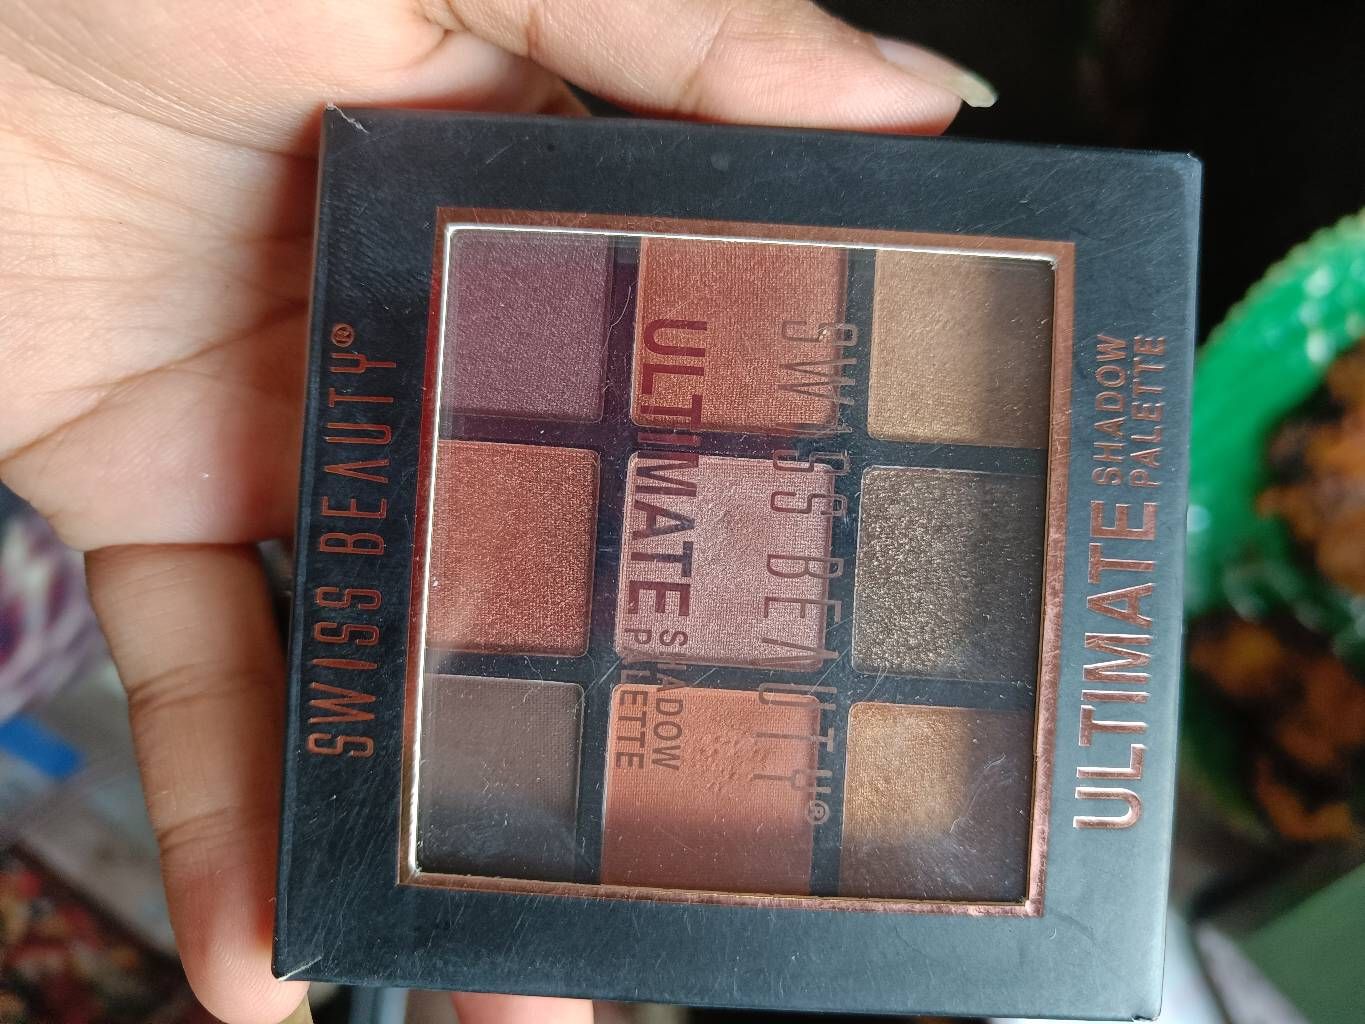 SWISS BEAUTY®
ULTIMATE
SHADOW
PALETTE
SWISS BEAUTY®
ULTIMATE SHADOW
PALETTE